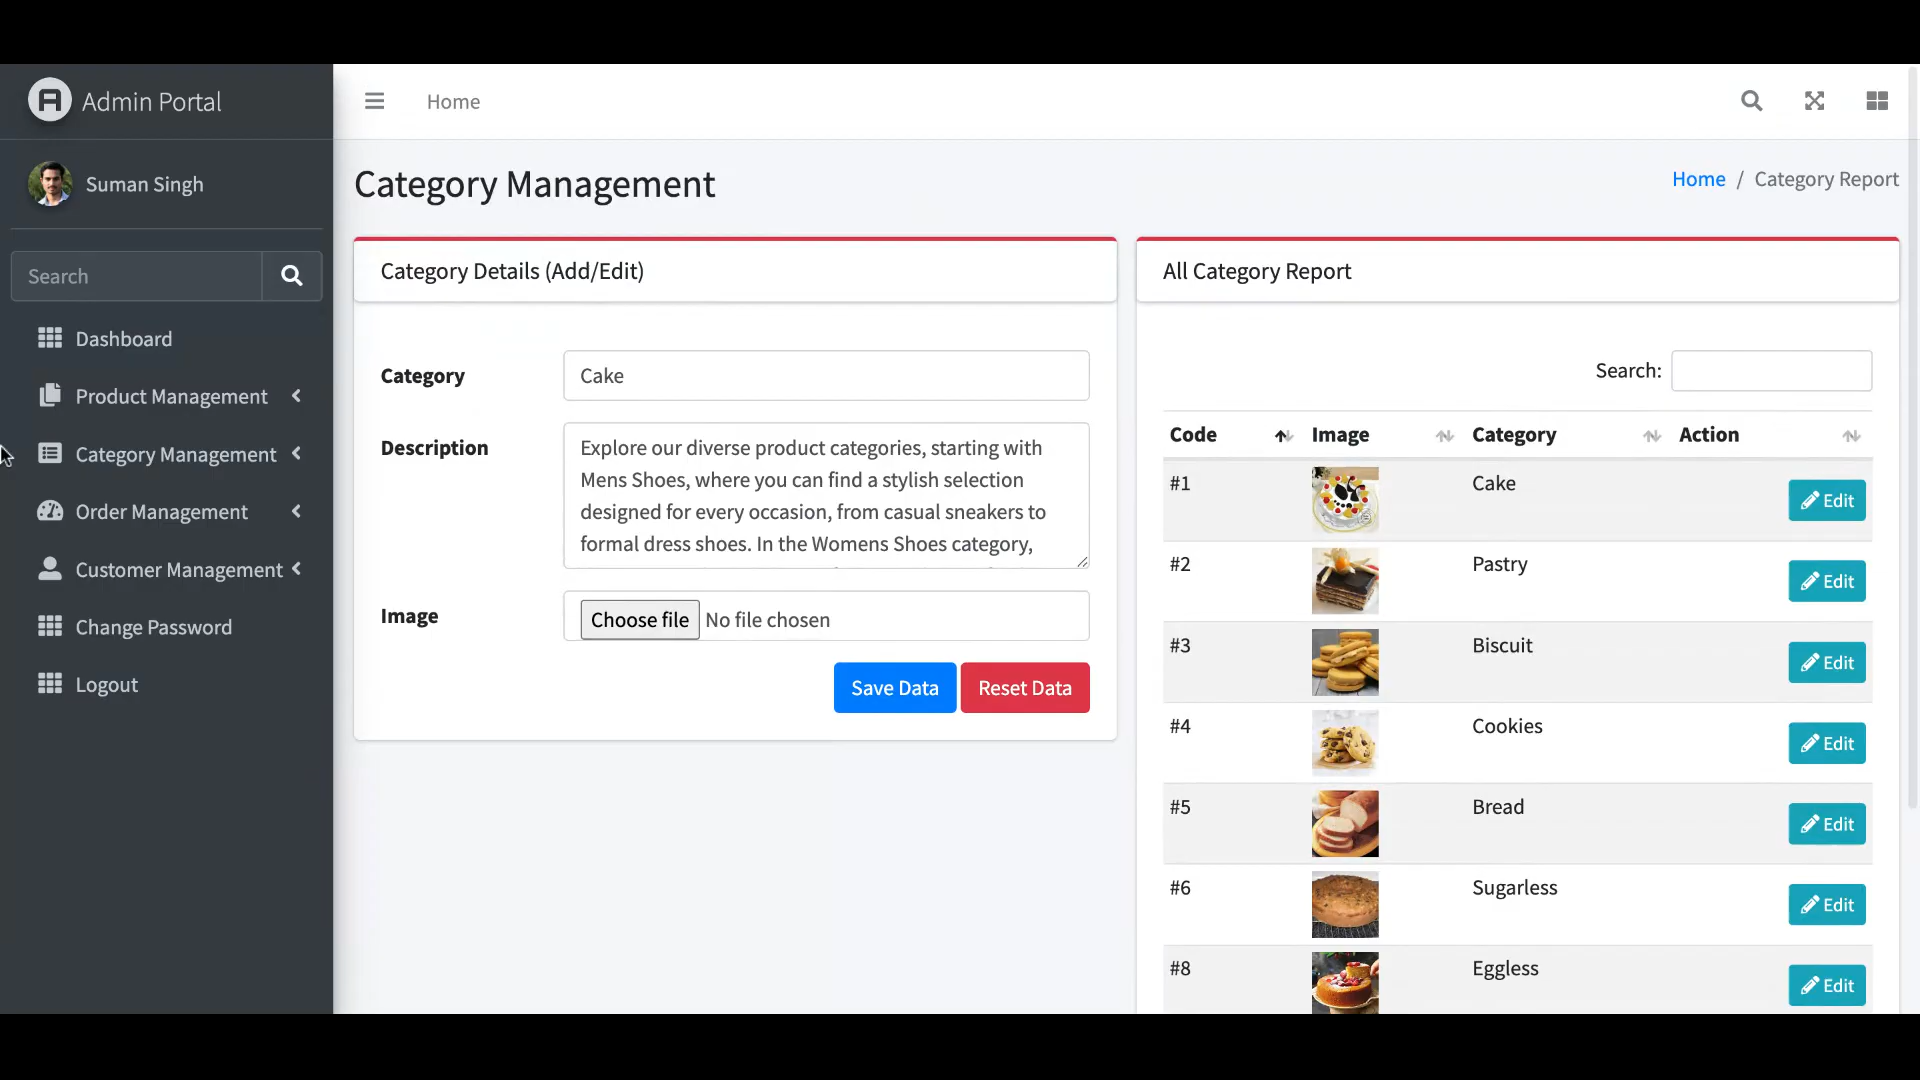 Admin Portal
Home
Suman Singh
Category Management
Home / Category Report
Search
Category Details (Add/Edit)
All Category Report
Dashboard
Product Management
Category Management
Order Management
Customer Management
Change Password
Logout
Category
Cake
Description
Explore our diverse product categories, starting with
Mens Shoes, where you can find a stylish selection
designed for every occasion, from casual sneakers to
formal dress shoes. In the Womens Shoes category,
Image
Choose file No file chosen
Save Data
Reset Data
Search:
Code Image Category Action
#1 Cake Edit
#2 Pastry Edit
#3 Biscuit Edit
#4 Cookies Edit
#5 Bread Edit
#6 Sugarless Edit
#8 Eggless Edit